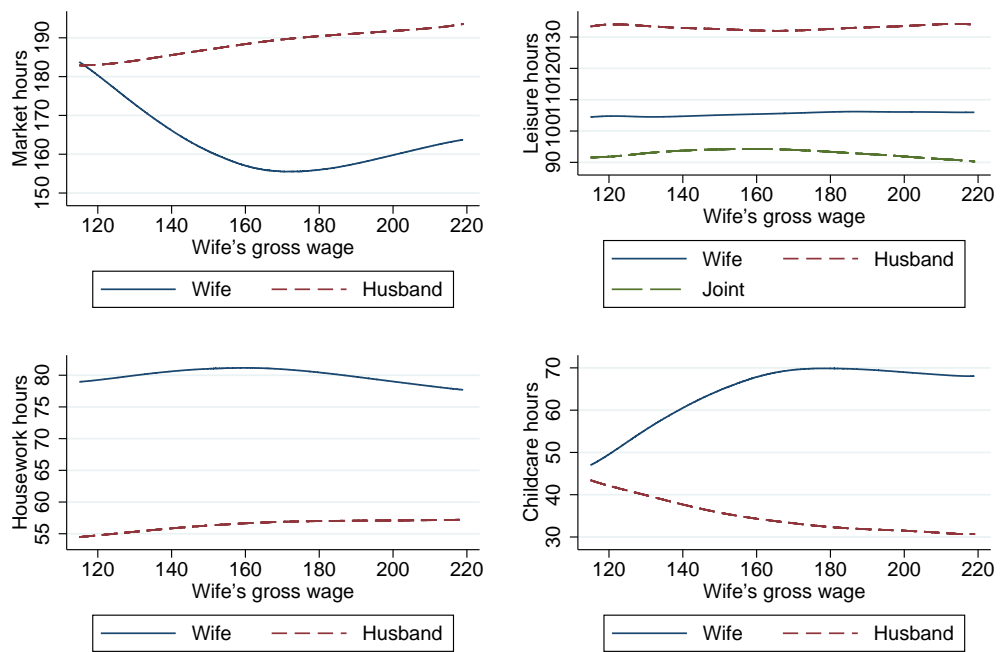 Market hours
150 160 170 180 190
120 140 160 180 200 220
Wife's gross wage
Wife Husband
Leisure hours
90 100 110 120 130
120 140 160 180 200 220
Wife's gross wage
Wife Husband
Joint
Housework hours
55 60 65 70 75 80
120 140 160 180 200 220
Wife's gross wage
Wife Husband
Childcare hours
30 40 50 60 70
120 140 160 180 200 220
Wife's gross wage
Wife Husband